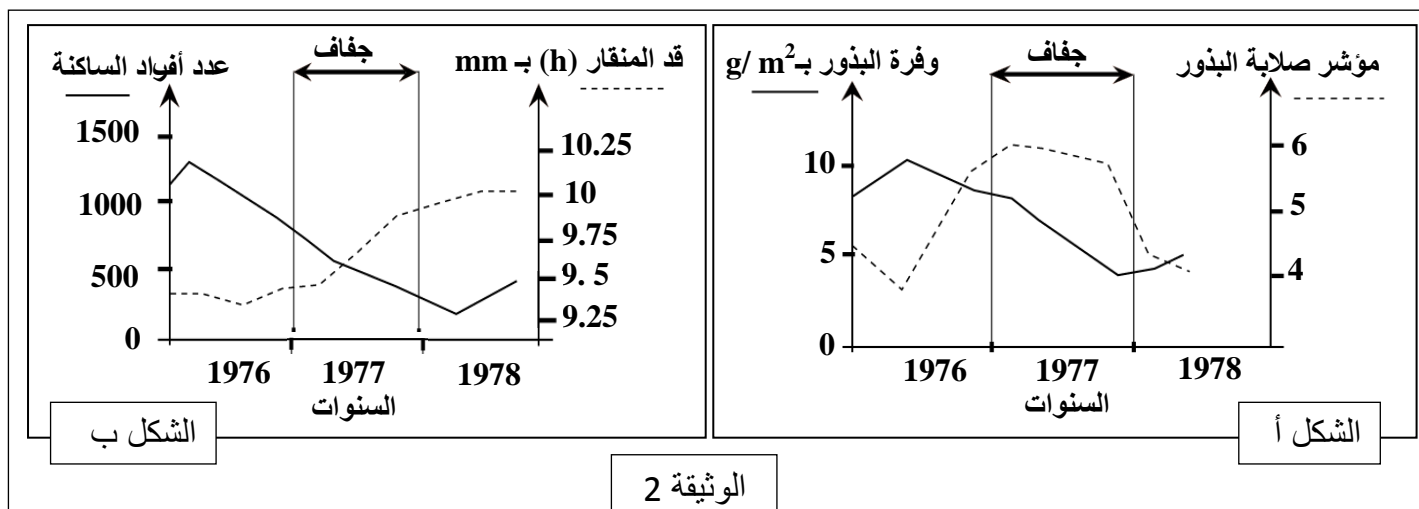 مؤشر صلابة البذور
وفرة البذور بـ g/ m²
جفاف
10
5
0
6
5
4
1976 1977 1978
السنوات
الشكل أ
قد المنقار (h) بـ mm
عدد أفراد الساكنة
جفاف
1500
1000
500
0
10.25
10
9.75
9. 5
9.25
1976 1977 1978
السنوات
الشكل ب
الوثيقة 2